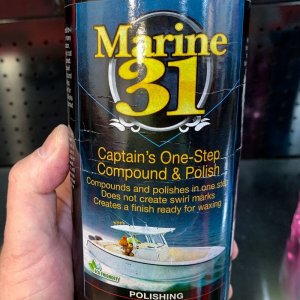 Marine
31
Captain's One-Step
Compound & Polish
Compounds and polishes in one step
Does not create swirl marks
Creates a finish ready for waxing
POLISHING